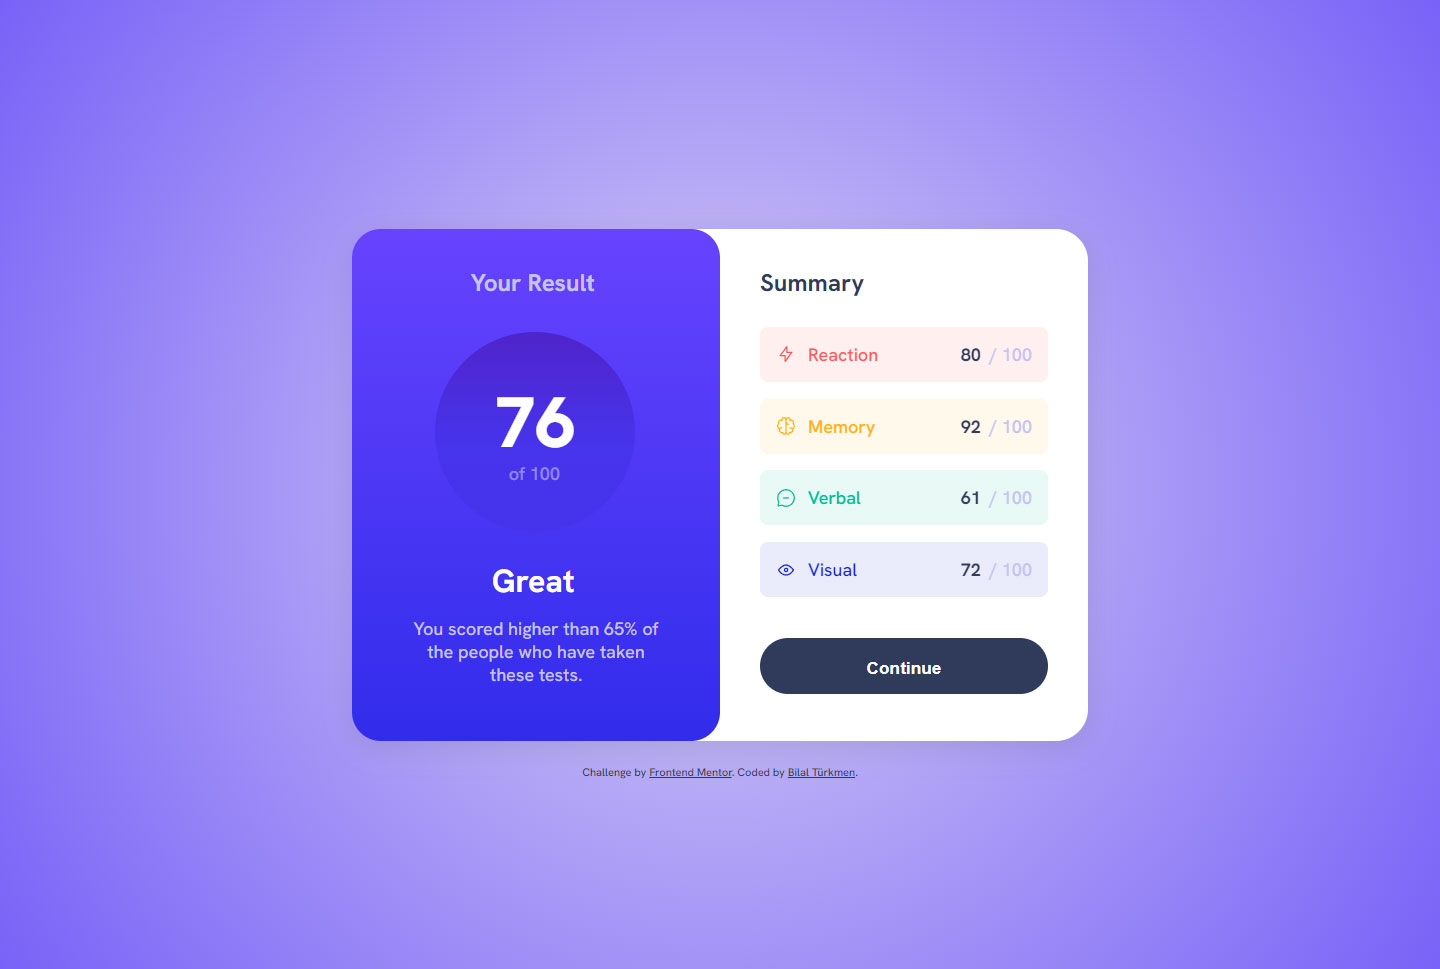 Your Result
76
of 100
Great
You scored higher than 65% of
the people who have taken
these tests.
Summary
Reaction 80 / 100
Memory 92 / 100
Verbal 61 / 100
Visual 72 / 100
Continue
Challenge by Frontend Mentor. Coded by Bilal Türkmen.